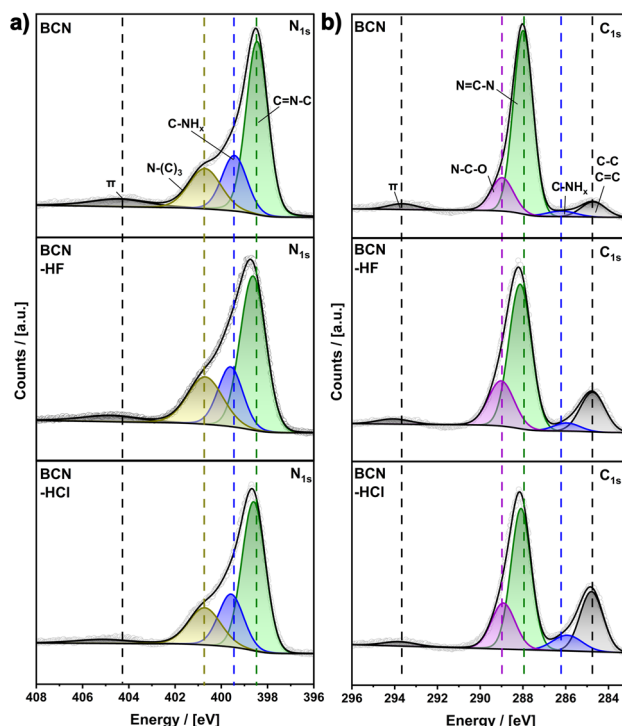 a)
BCN
N1s
C=N-C
C-NHx
N-(C)3
π
BCN
-HF
N1s
BCN
-HCl
N1s
Counts / [a.u.]
408 406 404 402 400 398 396
Energy / [eV]
b)
BCN
C1s
N=C-N
N-C-O
C-NHx
C-C
C=C
π
BCN
-HF
C1s
BCN
-HCl
C1s
Counts / [a.u.]
296 294 292 290 288 286 284
Energy / [eV]